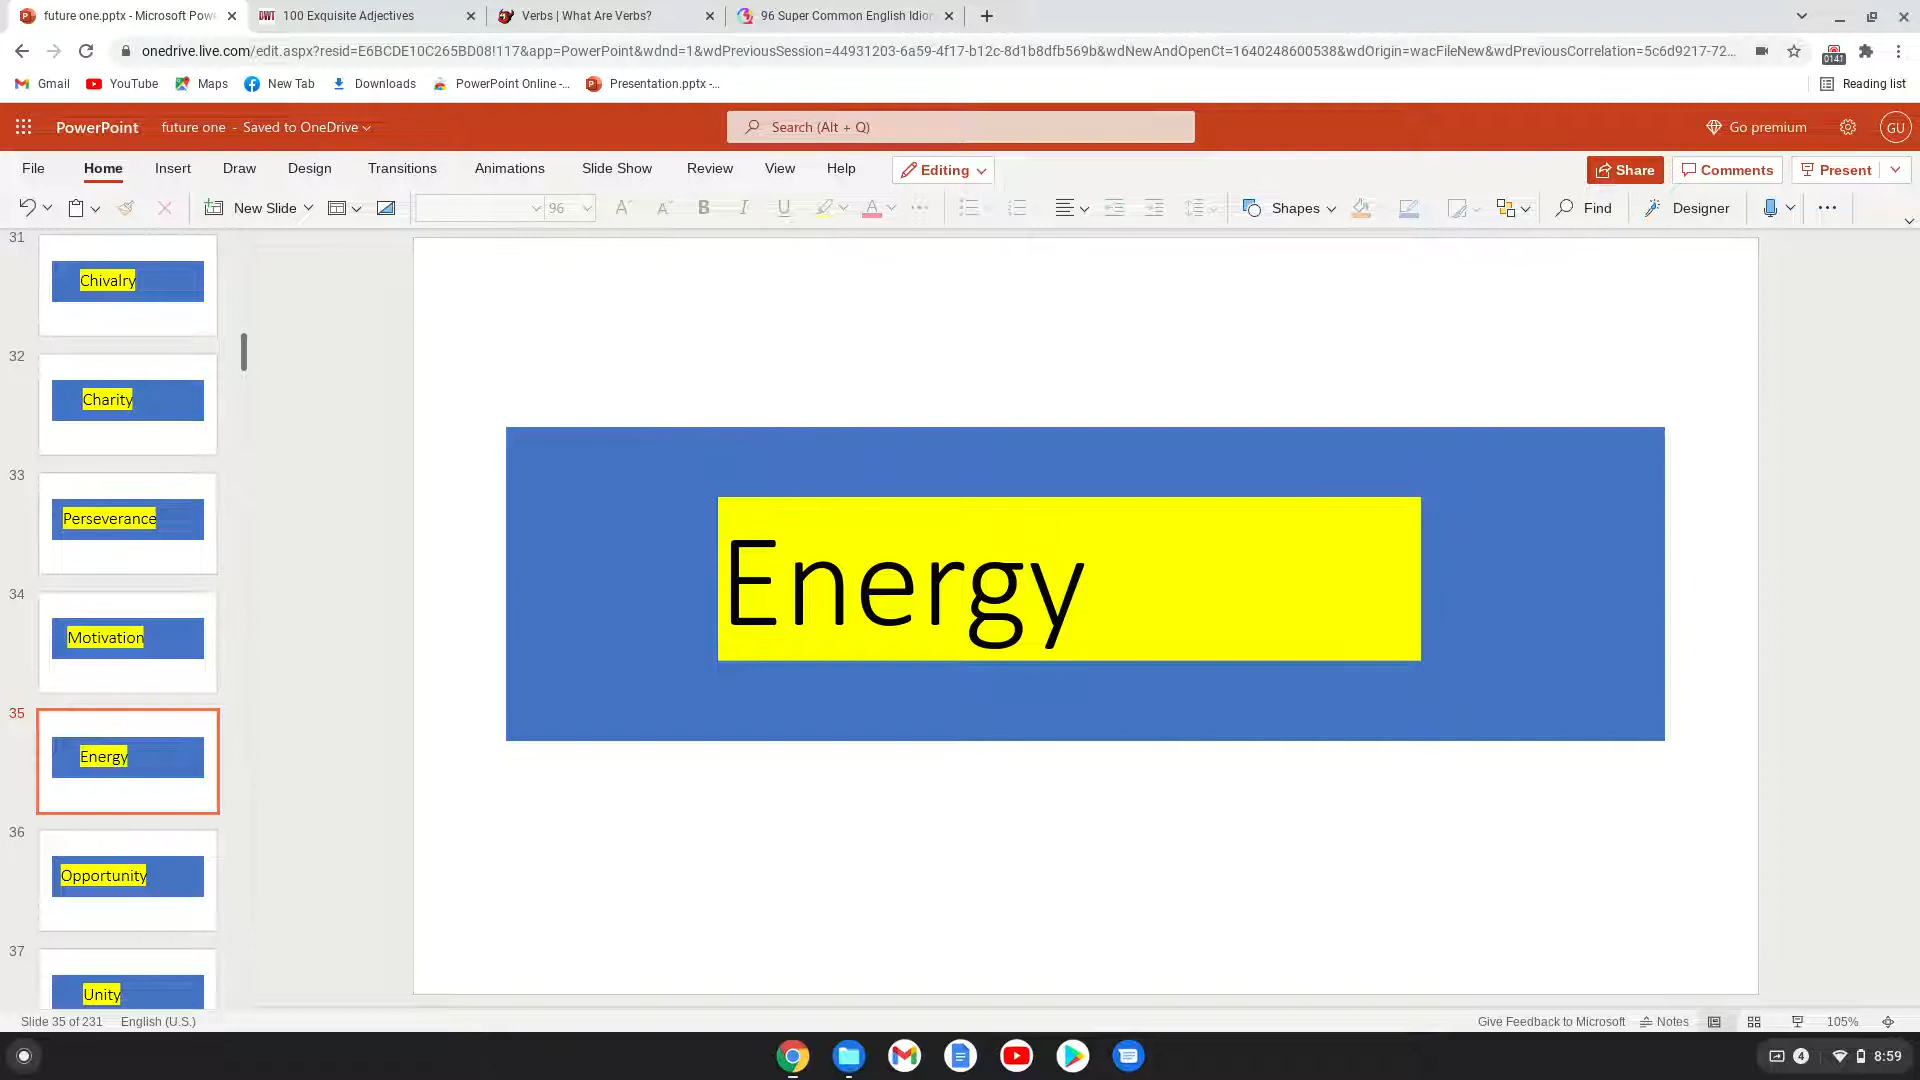 future one.pptx - Microsoft Pow
100 Exquisite Adjectives
Verbs | What Are Verbs?
96 Super Common English Idio
onedrive.live.com/edit.aspx?resid=E6BCDE10C265BD08!117&app=PowerPoint&wdnd=1&wdPreviousSession=44931203-6a59-4f17-b12c-8d1b8dfb569b&wdNewAndOpenCt=1640248600538&wdOrigin=wacFileNew&wdPreviousCorrelation=5c6d9217-72...
0141
Gmail YouTube Maps New Tab Downloads PowerPoint Online -... Presentation.pptx -... Reading list
PowerPoint future one - Saved to OneDrive
Search (Alt + Q)
Go premium
GU
File Home Insert Draw Design Transitions Animations Slide Show Review View Help Editing Share Comments Present
New Slide 96 B I U A Shapes Find Designer
31
Chivalry
32
Charity
33
Perseverance
34
Motivation
35
Energy
36
Opportunity
37
Unity
Energy
Slide 35 of 231 English (U.S.) Give Feedback to Microsoft Notes 105%
4 8:59